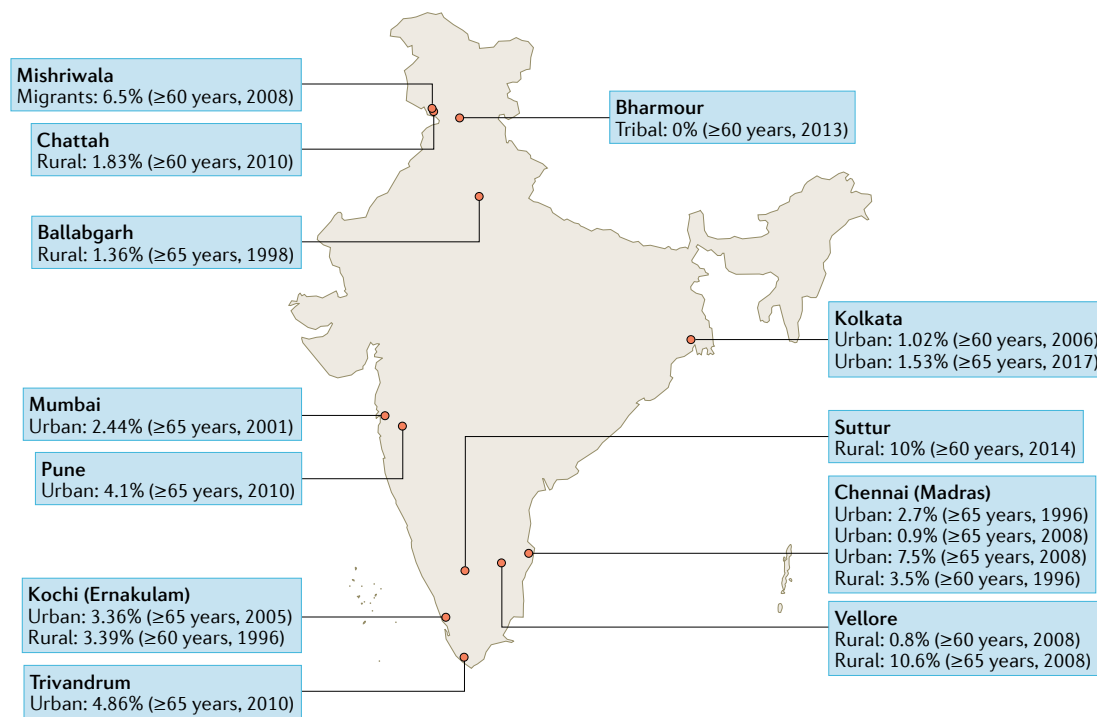 Mishriwala
Migrants: 6.5% (≥60 years, 2008)
Chattah
Rural: 1.83% (≥60 years, 2010)
Ballabgarh
Rural: 1.36% (≥65 years, 1998)
Mumbai
Urban: 2.44% (≥65 years, 2001)
Pune
Urban: 4.1% (≥65 years, 2010)
Kochi (Ernakulam)
Urban: 3.36% (≥65 years, 2005)
Rural: 3.39% (≥60 years, 1996)
Trivandrum
Urban: 4.86% (≥65 years, 2010)
Bharmour
Tribal: 0% (≥60 years, 2013)
Kolkata
Urban: 1.02% (≥60 years, 2006)
Urban: 1.53% (≥65 years, 2017)
Suttur
Rural: 10% (≥60 years, 2014)
Chennai (Madras)
Urban: 2.7% (≥65 years, 1996)
Urban: 0.9% (≥65 years, 2008)
Urban: 7.5% (≥65 years, 2008)
Rural: 3.5% (≥60 years, 1996)
Vellore
Rural: 0.8% (≥60 years, 2008)
Rural: 10.6% (≥65 years, 2008)